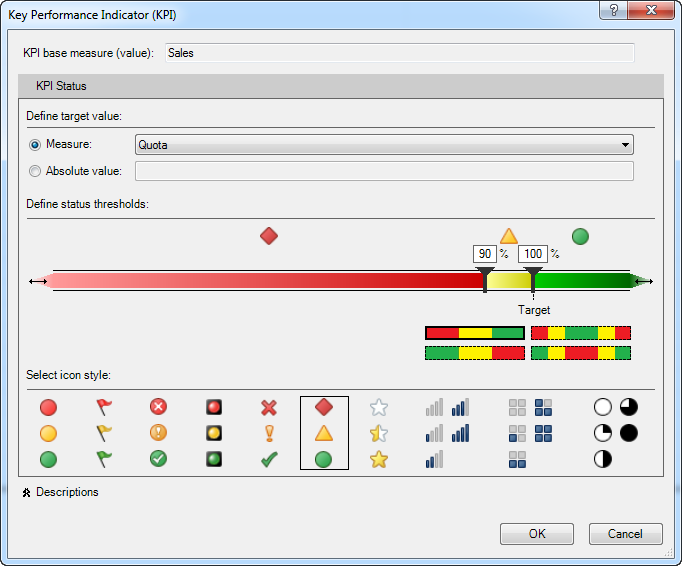 Key Performance Indicator (KPI)
?
KPI base measure (value): Sales
KPI Status
Define target value:
Measure: Quota
Absolute value:
Define status thresholds:
90 % 100 %
Target
Select icon style:
Descriptions
OK Cancel